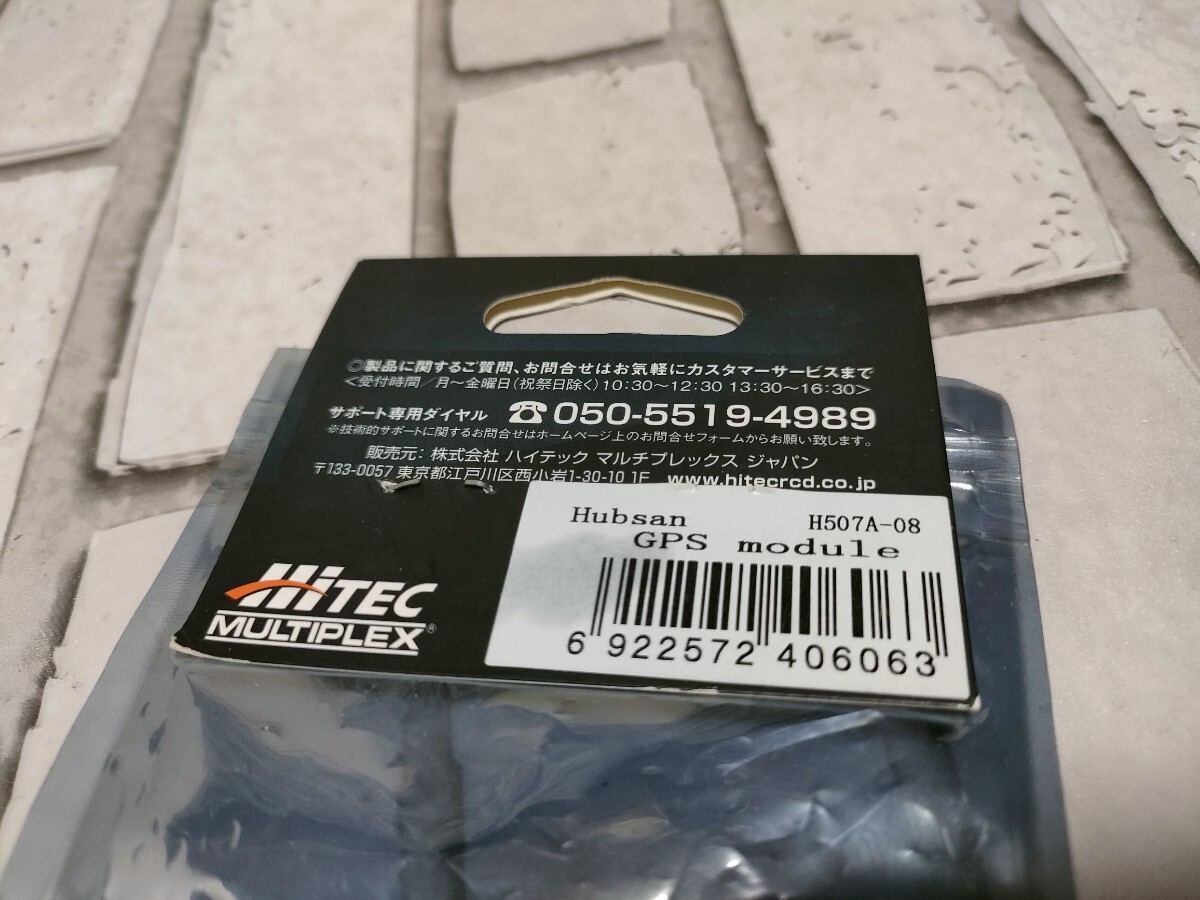 ◎製品に関するご質問、お問合せはお気軽にカスタマーサービスまで
＜受付時間／月～金曜日（祝祭日除く）10:30～12:30 13:30～16:30＞
サポート専用ダイヤル ☎050-5519-4989
※技術的サポートに関するお問合せはホームページ上のお問合せフォームからお願い致します。
販売元：株式会社 ハイテック マルチプレックス ジャパン
〒133-0057 東京都江戸川区西小岩1-30-10 1F www.hitecrcd.co.jp
Hubsan H507A-08
GPS module
6 922572 406063
HiTEC
MULTIPLEX®